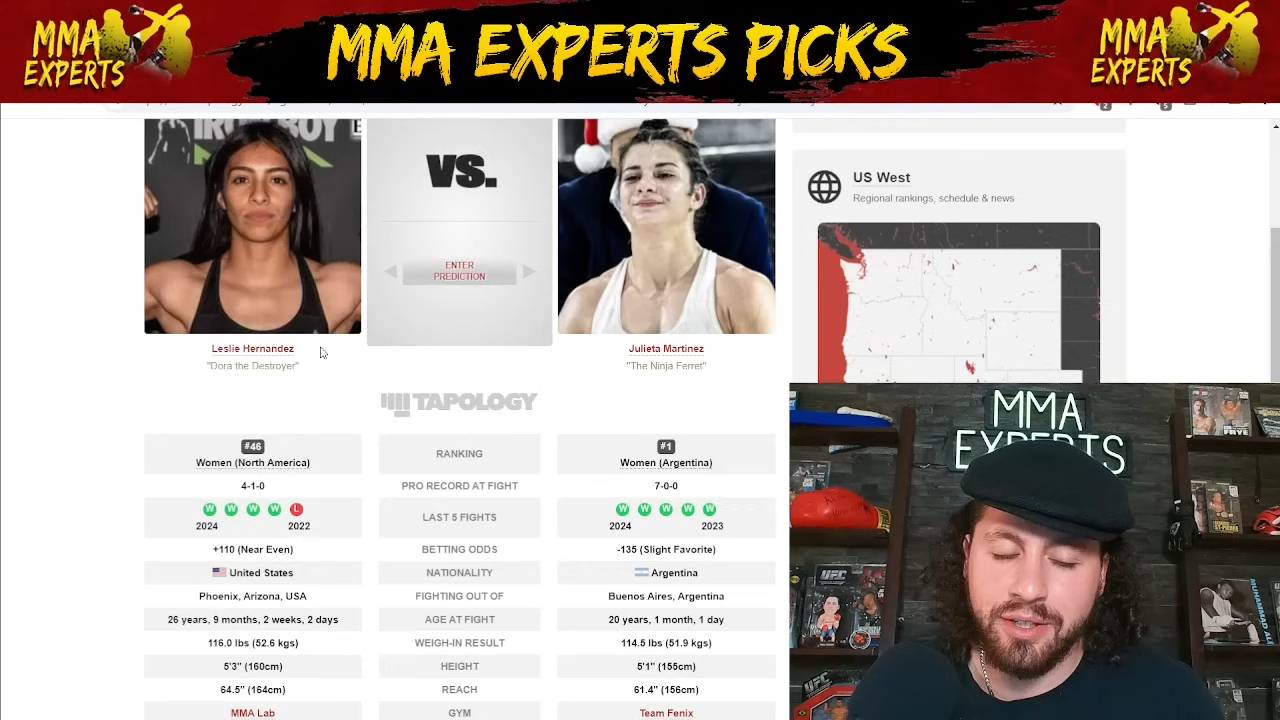 MMA
EXPERTS
MMA EXPERTS PICKS
MMA
EXPERTS
2
5
VS.
ENTER
PREDICTION
Leslie Hernandez
"Dora the Destroyer"
Julieta Martinez
"The Ninja Ferret"
TAPOLOGY
#46
Women (North America)
RANKING
#1
Women (Argentina)
4-1-0
PRO RECORD AT FIGHT
7-0-0
W W W W L
2024 2022
LAST 5 FIGHTS
W W W W W
2024 2023
+110 (Near Even)
BETTING ODDS
-135 (Slight Favorite)
United States
NATIONALITY
Argentina
Phoenix, Arizona, USA
FIGHTING OUT OF
Buenos Aires, Argentina
26 years, 9 months, 2 weeks, 2 days
AGE AT FIGHT
20 years, 1 month, 1 day
116.0 lbs (52.6 kgs)
WEIGH-IN RESULT
114.5 lbs (51.9 kgs)
5'3" (160cm)
HEIGHT
5'1" (155cm)
64.5" (164cm)
REACH
61.4" (156cm)
MMA Lab
GYM
Team Fenix
US West
Regional rankings, schedule & news
MMA
EXPERTS
UFC
UFC
MUHAMMAD ALI